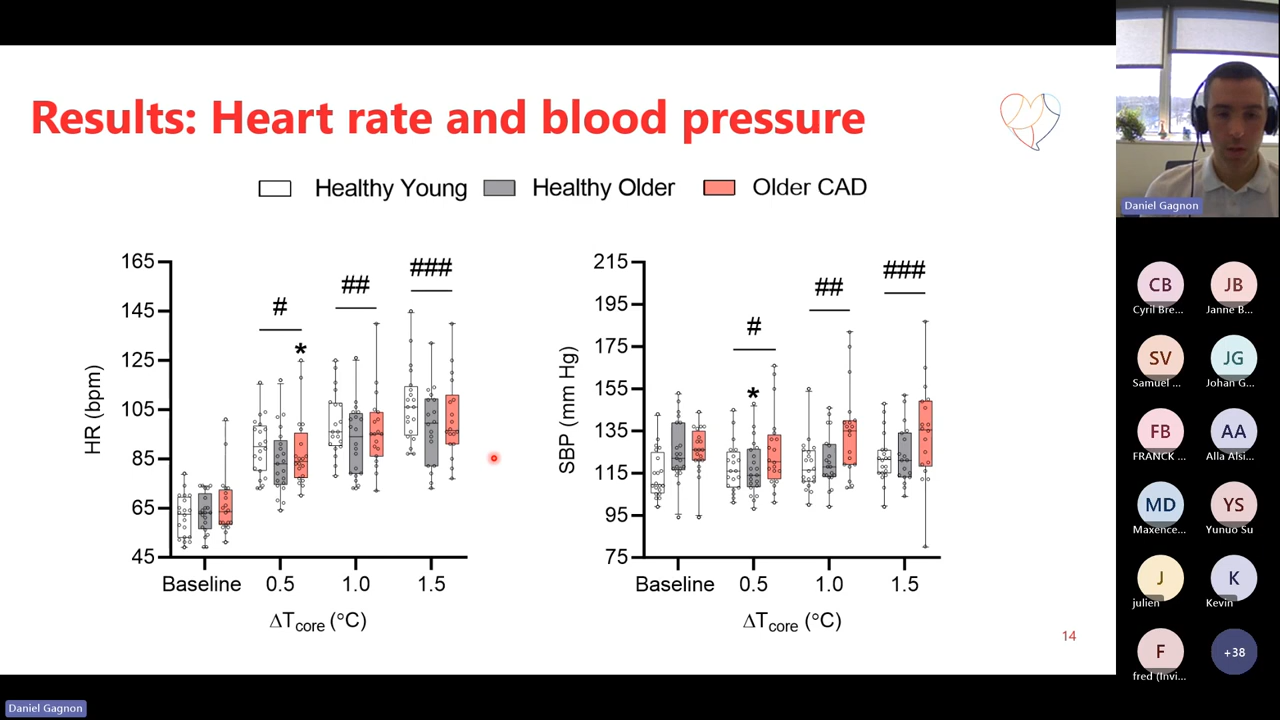 Results: Heart rate and blood pressure
Healthy Young Healthy Older Older CAD
HR (bpm)
165
145
125
105
85
65
45
#
*
##
###
Baseline 0.5 1.0 1.5
ΔTcore (°C)
SBP (mm Hg)
215
195
175
155
135
115
95
75
#
*
##
###
Baseline 0.5 1.0 1.5
ΔTcore (°C)
14
Daniel Gagnon
CB JB
Cyril Bre... Janne B...
SV JG
Samuel ... Johan G...
FB AA
FRANCK ... Alla Alsi...
MD YS
Maxence... Yunuo Su
J K
julien Kevin
F +38
fred (Invi...
Daniel Gagnon